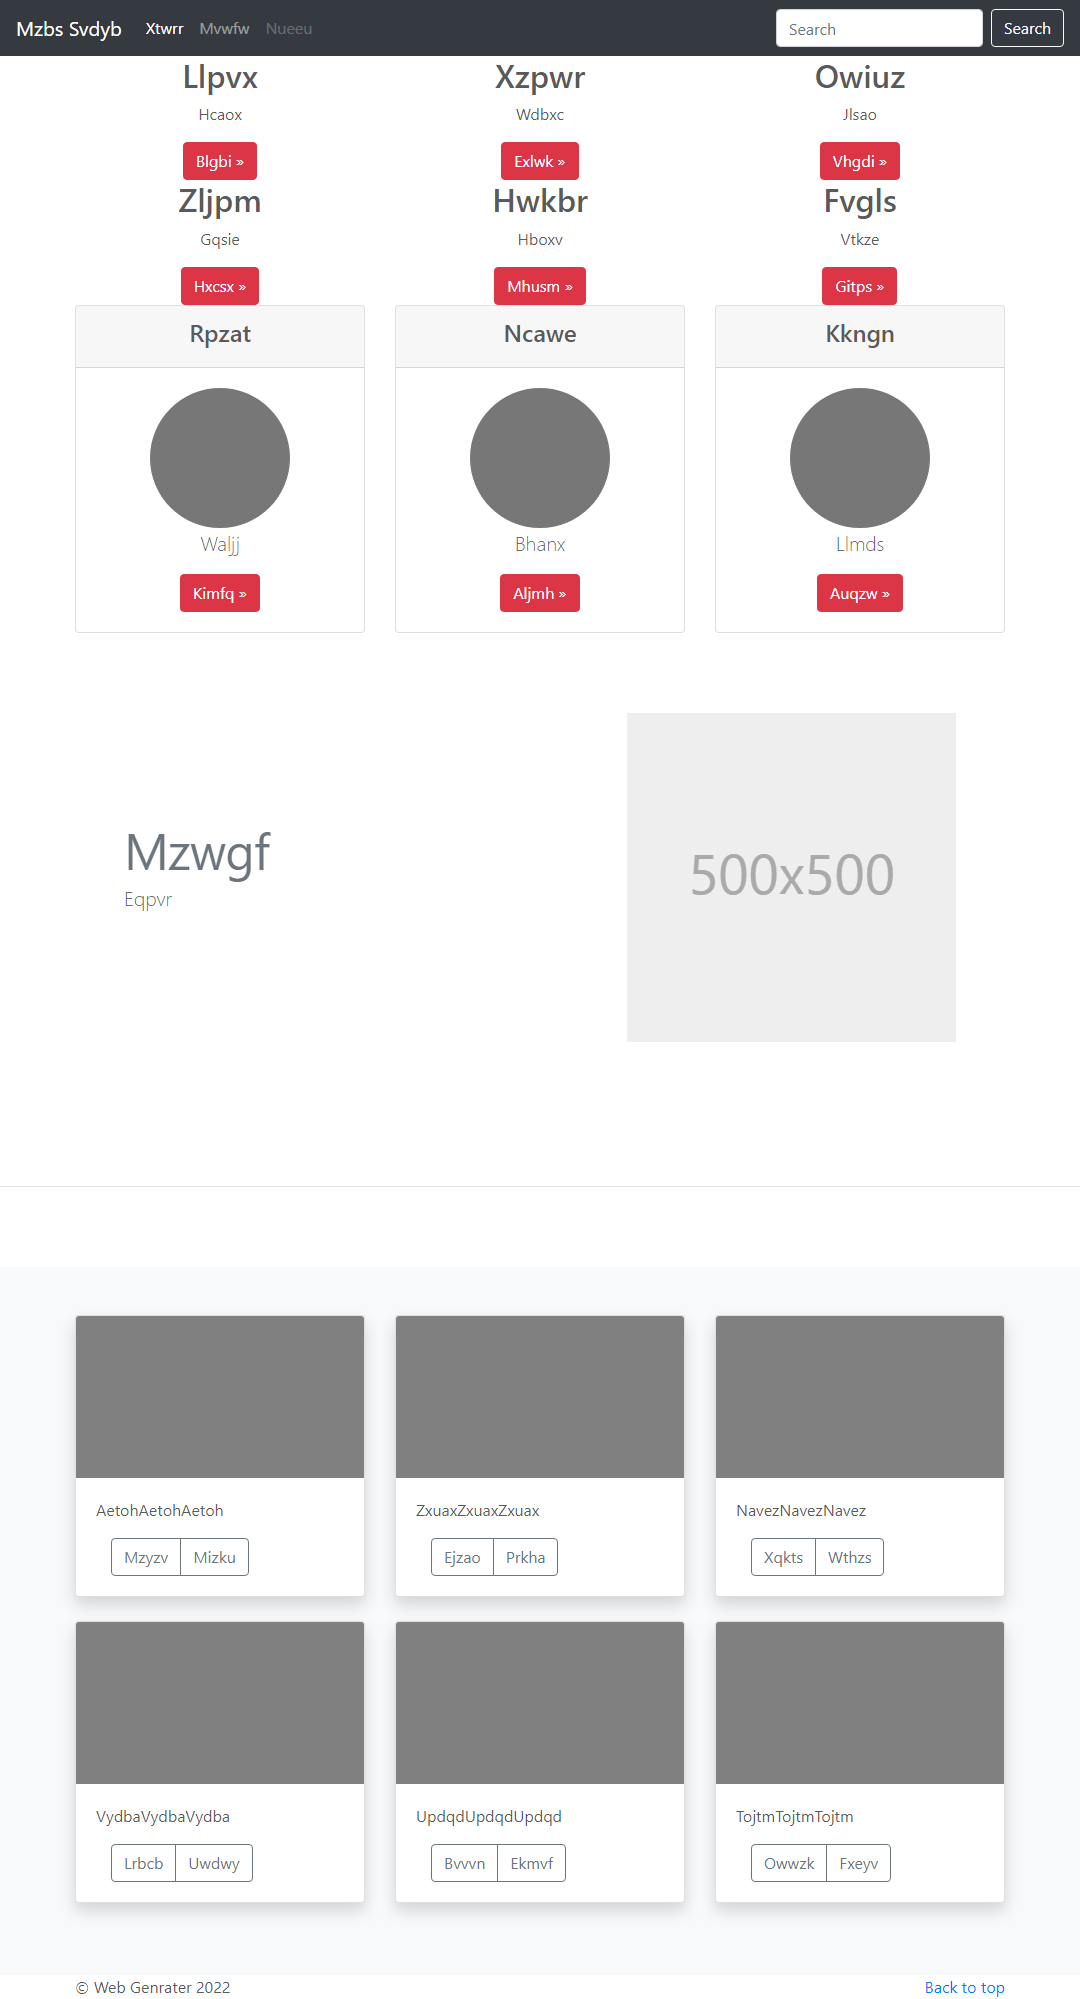 Mzbs Svdyb Xtwrr Mvwfw Nueeu Search Search
Llpvx Xzpwr Owiuz
Hcaox Wdbxc Jlsao
Blgbi » Exlwk » Vhgdi »
Zljpm Hwkbr Fvgls
Gqsie Hboxv Vtkze
Hxcsx » Mhusm » Gitps »
Rpzat Ncawe Kkngn
Waljj Bhanx Llmds
Kimfq » Aljmh » Auqzw »
Mzwgf
Eqpvr
500x500
AetohAetohAetoh ZxuaxZxuaxZxuax NavezNavezNavez
Mzyzv Mizku Ejzao Prkha Xqkts Wthzs
VydbaVydbaVydba UpdqdUpdqdUpdqd TojtmTojtmTojtm
Lrbcb Uwdwy Bvvvn Ekmvf Owwzk Fxeyv
© Web Genrater 2022 Back to top